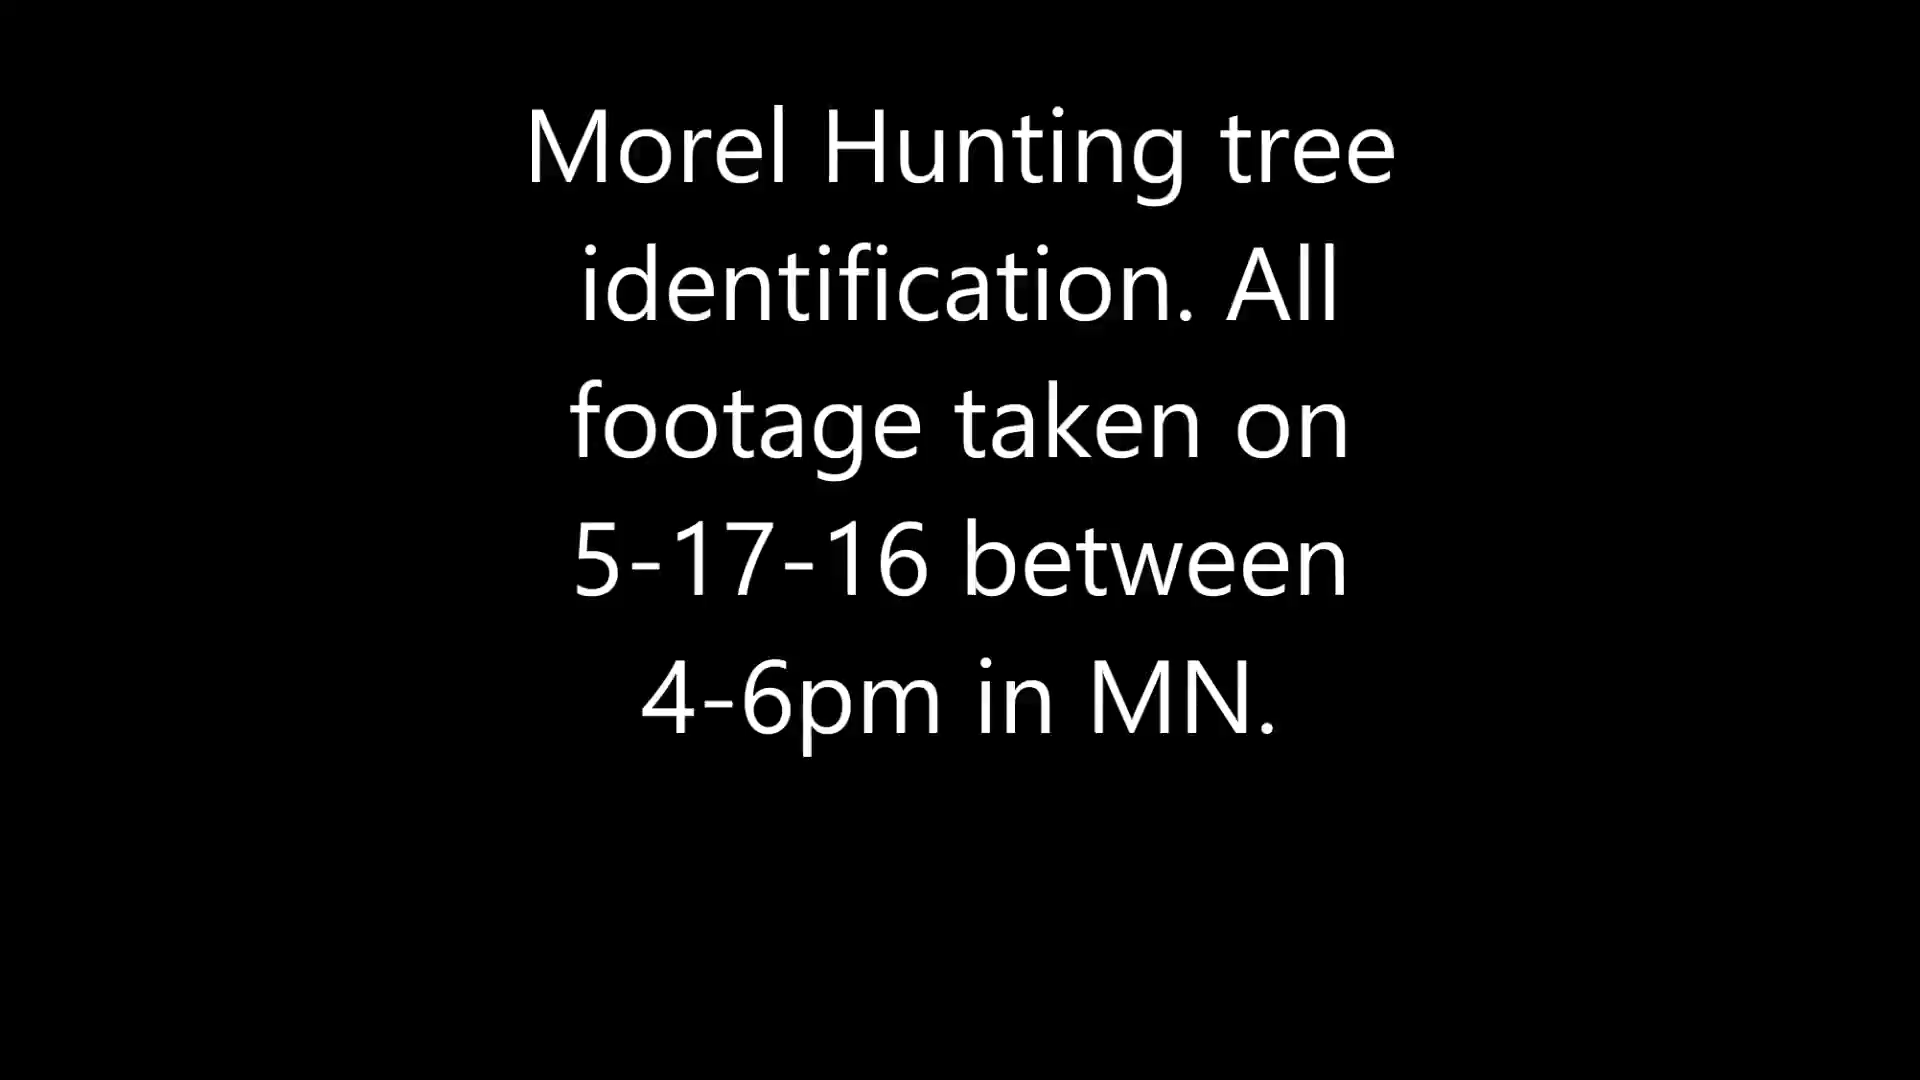 Morel Hunting tree
identification. All
footage taken on
5-17-16 between
4-6pm in MN.